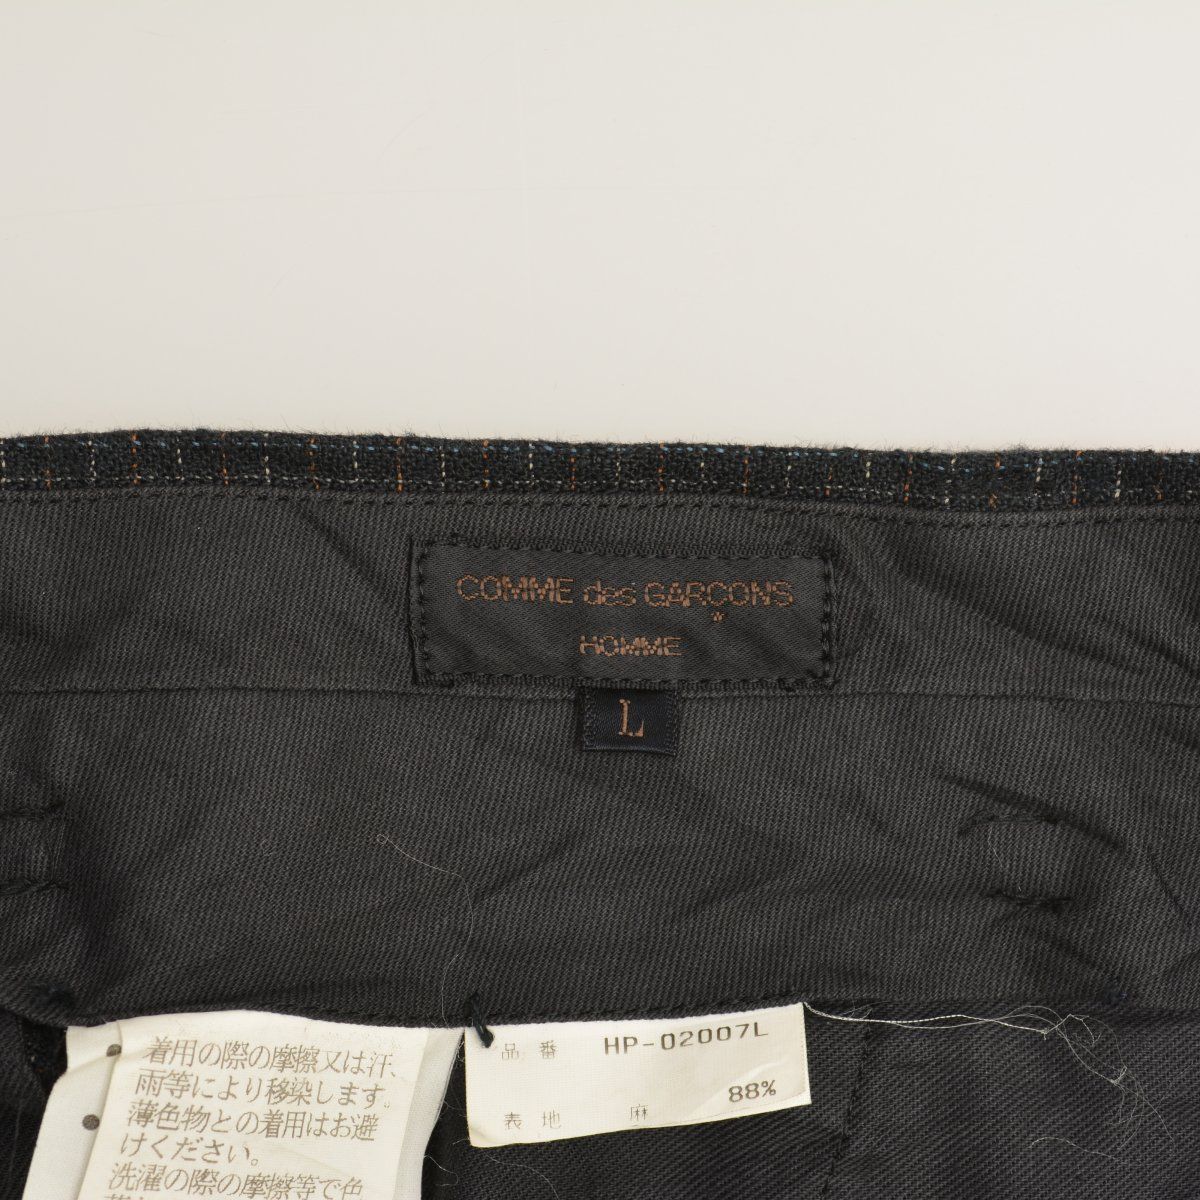 COMME des GARÇONS
HOMME
L
品番 HP-02007L
表地 麻 88%
着用の際の摩擦又は汗、
雨等により移染します。
薄色物との着用はお避
けください。
洗濯の際の摩擦等で色